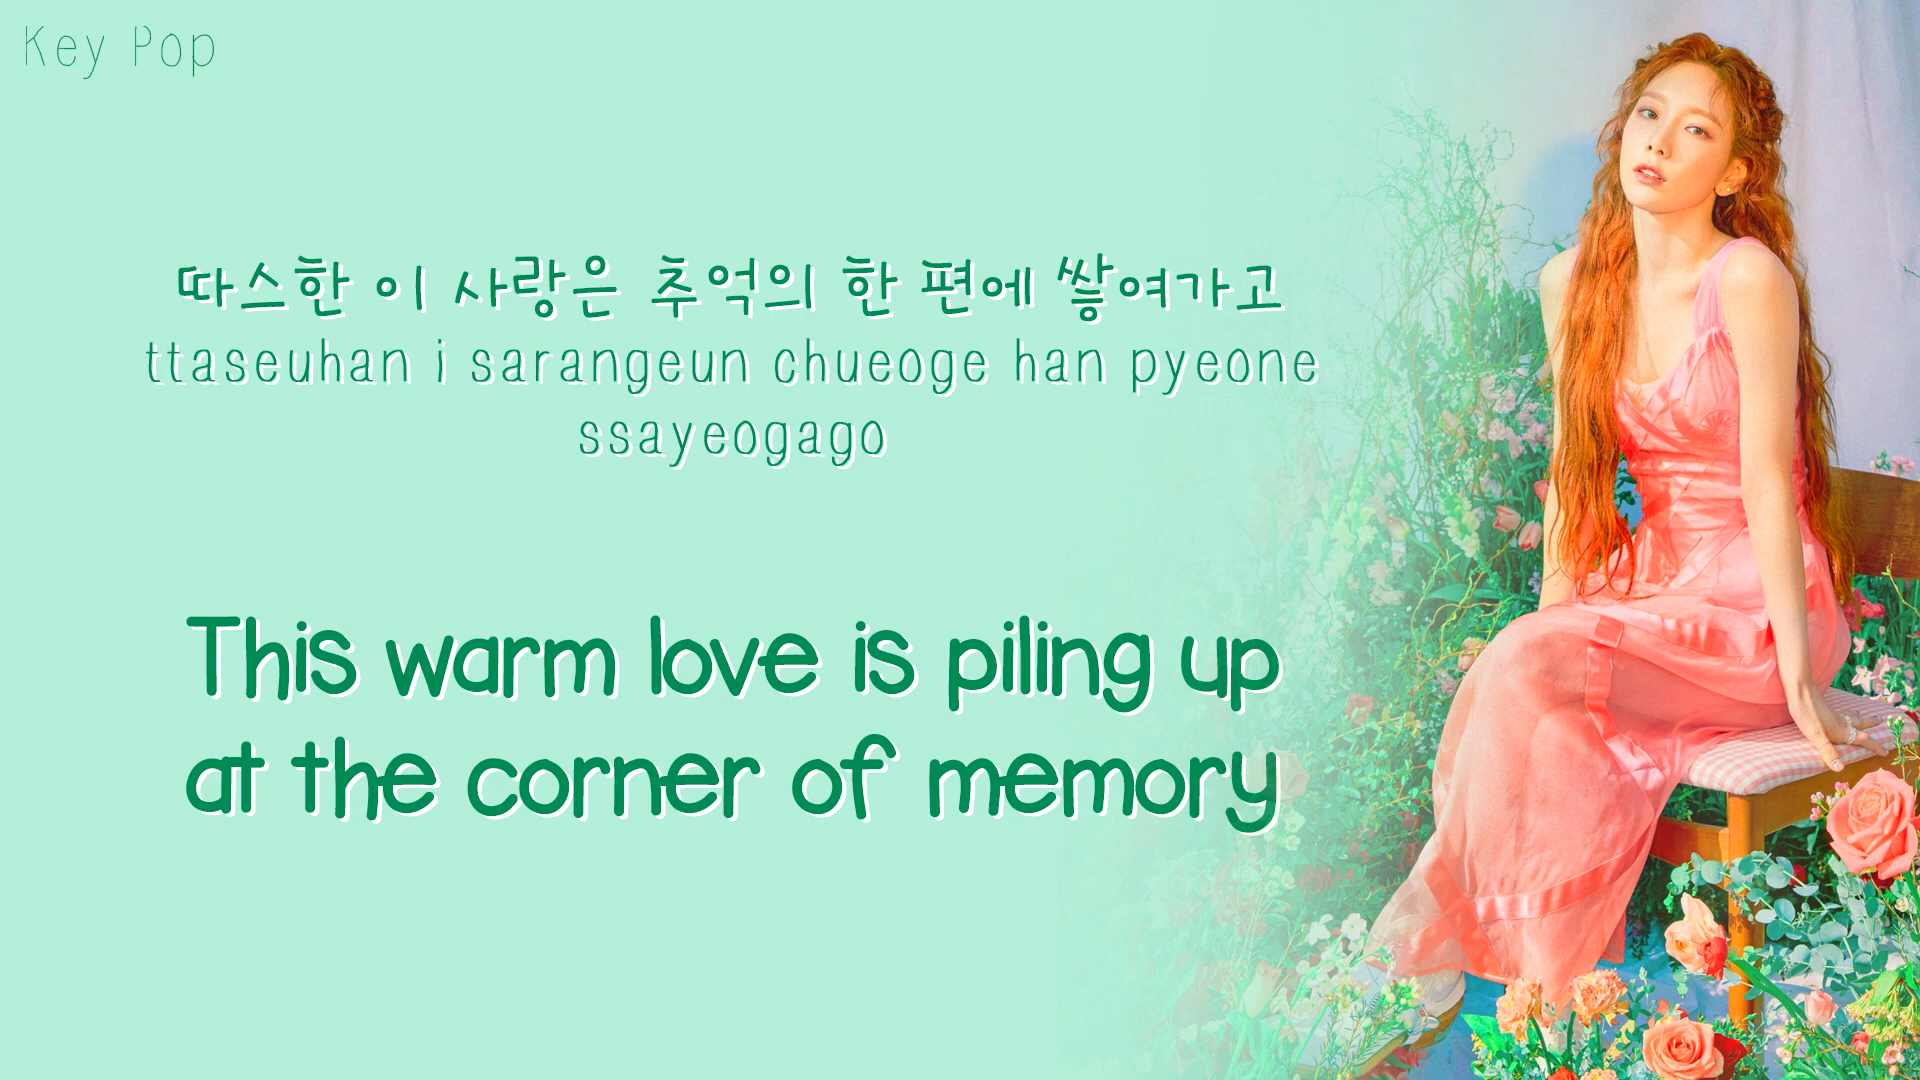 Key Pop
따스한 이 사랑은 추억의 한 편에 쌓여가고
ttaseuhan i sarangeun chueoge han pyeone
ssayeogago
This warm love is piling up
at the corner of memory